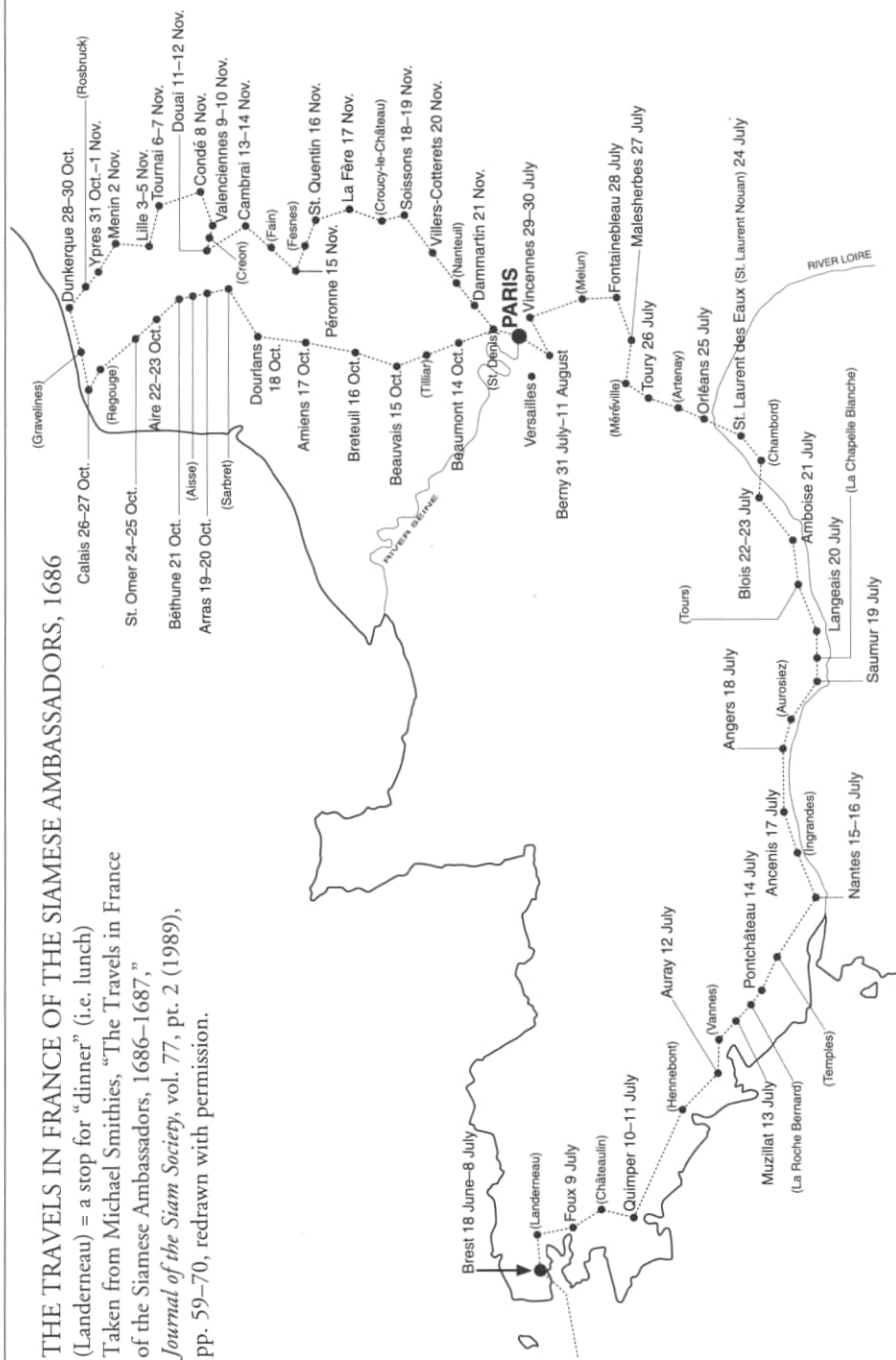 THE TRAVELS IN FRANCE OF THE SIAMESE AMBASSADORS, 1686
(Landerneau) = a stop for “dinner” (i.e. lunch)
Taken from Michael Smithies, “The Travels in France
of the Siamese Ambassadors, 1686–1687,”
Journal of the Siam Society, vol. 77, pt. 2 (1989),
pp. 59–70, redrawn with permission.
Brest 18 June–8 July
(Landerneau)
Foux 9 July
(Châteaulin)
Quimper 10–11 July
(Hennebont)
Auray 12 July
(Vannes)
Muzillat 13 July
(La Roche Bernard)
Pontchâteau 14 July
(Temples)
Nantes 15–16 July
(Ingrandes)
Ancenis 17 July
Angers 18 July
(Aurosiez)
Saumur 19 July
(La Chapelle Blanche)
Langeais 20 July
(Tours)
Amboise 21 July
Blois 22–23 July
(Chambord)
St. Laurent des Eaux (St. Laurent Nouan) 24 July
Orléans 25 July
(Artenay)
Toury 26 July
(Méréville)
Malesherbes 27 July
Fontainebleau 28 July
(Melun)
Vincennes 29–30 July
Berny 31 July–11 August
Versailles
PARIS
(St. Denis)
Beaumont 14 Oct.
(Tilliar)
Beauvais 15 Oct.
Breteuil 16 Oct.
Amiens 17 Oct.
Dourlans
18 Oct.
(Sarbret)
Arras 19–20 Oct.
(Aisse)
Béthune 21 Oct.
Aire 22–23 Oct.
St. Omer 24–25 Oct.
(Regouge)
Calais 26–27 Oct.
(Gravelines)
Dunkerque 28–30 Oct.
(Rosbruck)
Ypres 31 Oct.–1 Nov.
Menin 2 Nov.
Lille 3–5 Nov.
Tournai 6–7 Nov.
Condé 8 Nov.
Valenciennes 9–10 Nov.
(Creon)
Douai 11–12 Nov.
Cambrai 13–14 Nov.
(Fain)
Péronne 15 Nov.
(Fesnes)
St. Quentin 16 Nov.
La Fère 17 Nov.
(Croucy-le-Château)
Soissons 18–19 Nov.
Villers-Cotterets 20 Nov.
(Nanteuil)
Dammartin 21 Nov.
RIVER SEINE
RIVER LOIRE